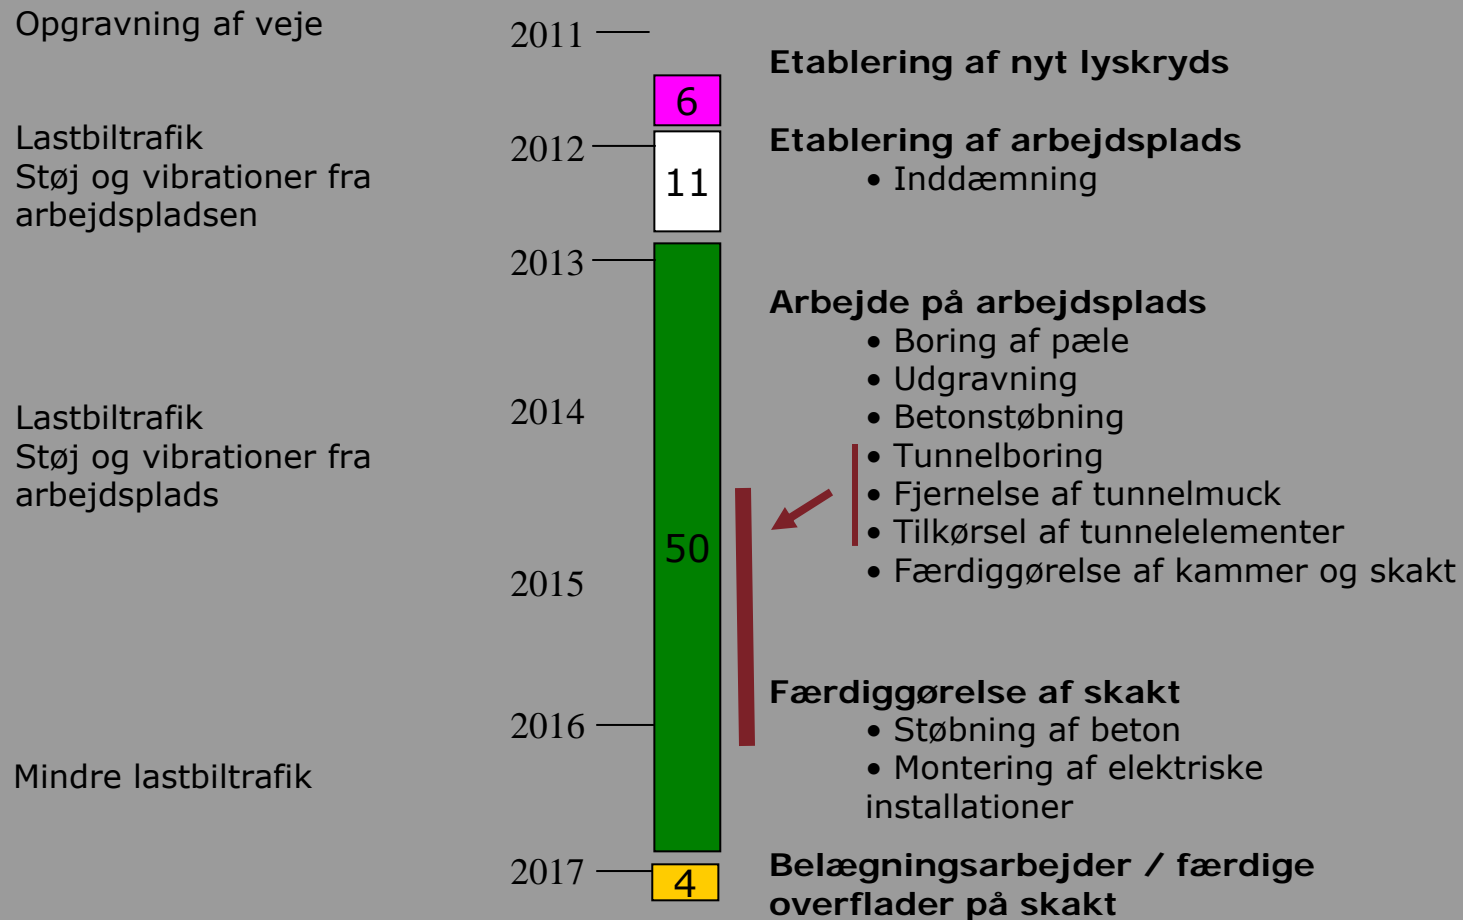 Opgravning af veje
2011
Etablering af nyt lyskryds
6
Lastbiltrafik
Støj og vibrationer fra
arbejdspladsen
2012
11
Etablering af arbejdsplads
• Inddæmning
2013
Arbejde på arbejdsplads
• Boring af pæle
• Udgravning
• Betonstøbning
• Tunnelboring
• Fjernelse af tunnelmuck
• Tilkørsel af tunnelelementer
• Færdiggørelse af kammer og skakt
Lastbiltrafik
Støj og vibrationer fra
arbejdsplads
2014
50
2015
Færdiggørelse af skakt
• Støbning af beton
• Montering af elektriske
installationer
2016
Mindre lastbiltrafik
2017
4
Belægningsarbejder / færdige
overflader på skakt